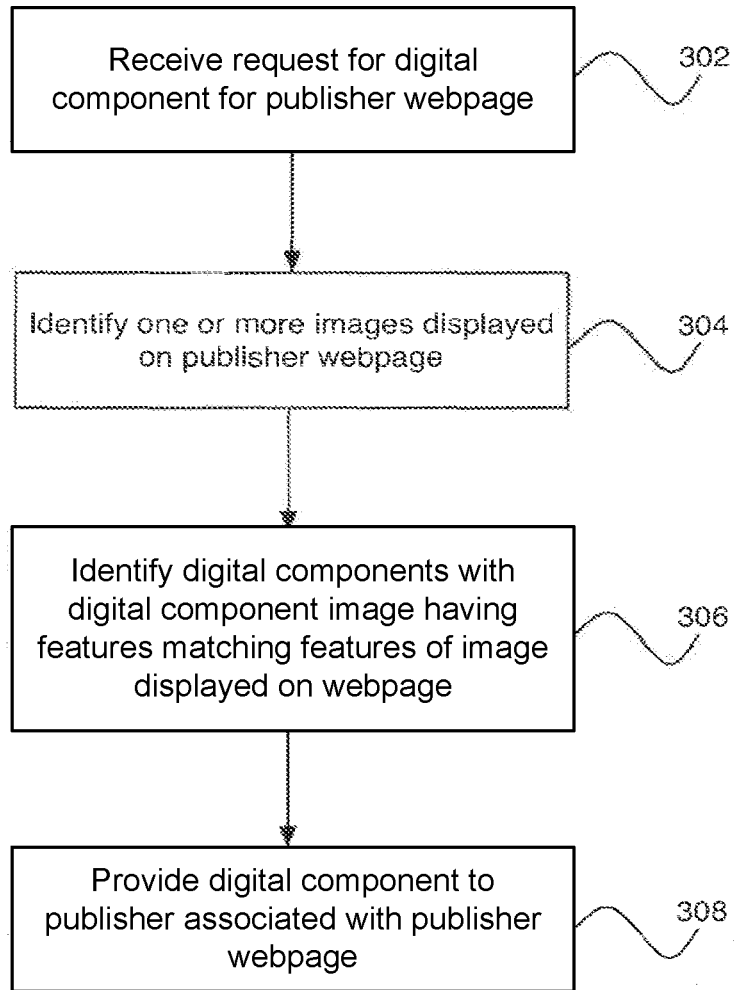 Receive request for digital
component for publisher webpage
302
Identify one or more images displayed
on publisher webpage
304
Identify digital components with
digital component image having
features matching features of image
displayed on webpage
306
Provide digital component to
publisher associated with publisher
webpage
308